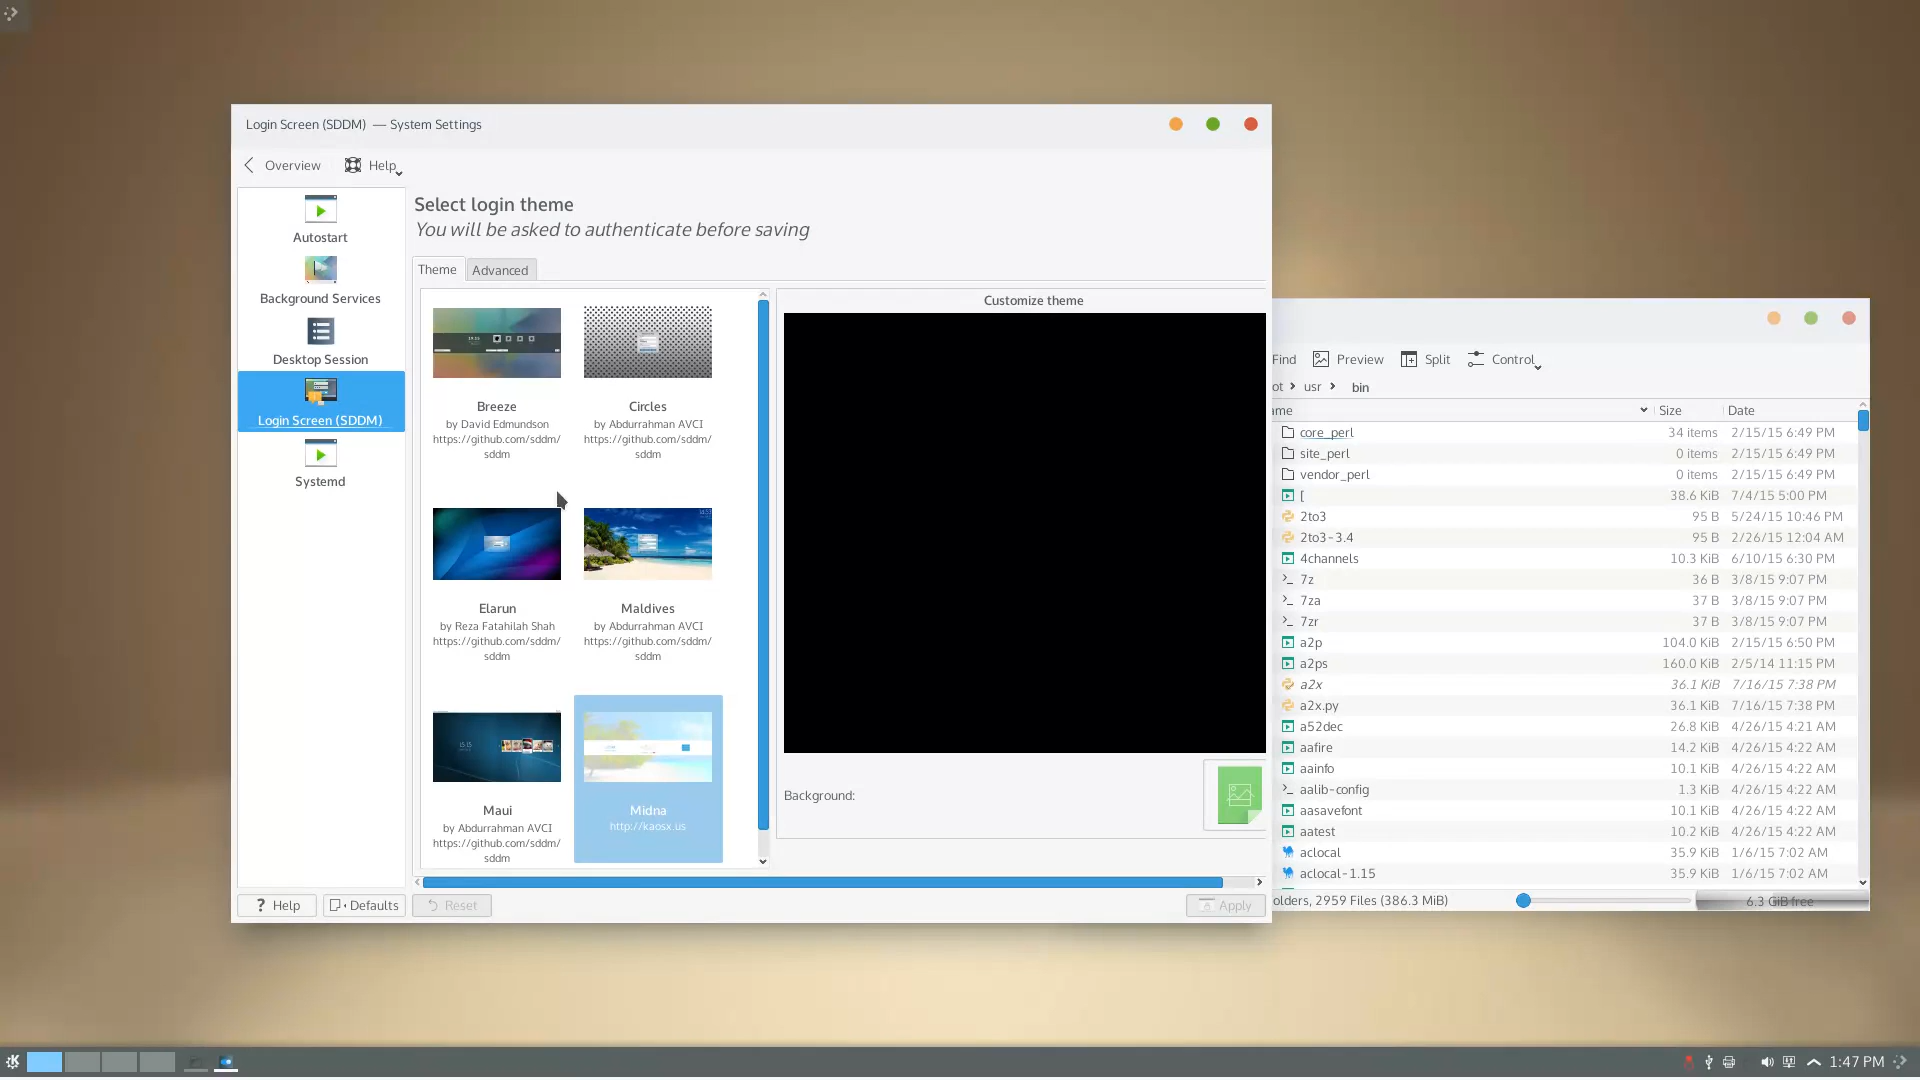 Login Screen (SDDM) — System Settings
Overview
Help
Autostart
Background Services
Desktop Session
Login Screen (SDDM)
Systemd
Select login theme
You will be asked to authenticate before saving
Theme
Advanced
Breeze
by David Edmundson
https://github.com/sddm/
sddm
Circles
by Abdurrahman AVCI
https://github.com/sddm/
sddm
Elarun
by Reza Fatahilah Shah
https://github.com/sddm/
sddm
Maldives
by Abdurrahman AVCI
https://github.com/sddm/
sddm
Maui
by Abdurrahman AVCI
https://github.com/sddm/
sddm
Midna
http://kaosx.us
Customize theme
Background:
? Help
Defaults
Reset
Apply
Find
Preview
Split
Control
ot > usr > bin
ame Size Date
core_perl 34 items 2/15/15 6:49 PM
site_perl 0 items 2/15/15 6:49 PM
vendor_perl 0 items 2/15/15 6:49 PM
[ 38.6 KiB 7/4/15 5:00 PM
2to3 95 B 5/24/15 10:46 PM
2to3-3.4 95 B 2/26/15 12:04 AM
4channels 10.3 KiB 6/10/15 6:30 PM
7z 36 B 3/8/15 9:07 PM
7za 37 B 3/8/15 9:07 PM
7zr 37 B 3/8/15 9:07 PM
a2p 104.0 KiB 2/15/15 6:50 PM
a2ps 160.0 KiB 2/5/14 11:15 PM
a2x 36.1 KiB 7/16/15 7:38 PM
a2x.py 36.1 KiB 7/16/15 7:38 PM
a52dec 26.8 KiB 4/26/15 4:21 AM
aafire 14.2 KiB 4/26/15 4:22 AM
aainfo 10.1 KiB 4/26/15 4:22 AM
aalib-config 1.3 KiB 4/26/15 4:22 AM
aasavefont 10.1 KiB 4/26/15 4:22 AM
aatest 10.2 KiB 4/26/15 4:22 AM
aclocal 35.9 KiB 1/6/15 7:02 AM
aclocal-1.15 35.9 KiB 1/6/15 7:02 AM
olders, 2959 Files (386.3 MiB)
6.3 GiB free
1:47 PM